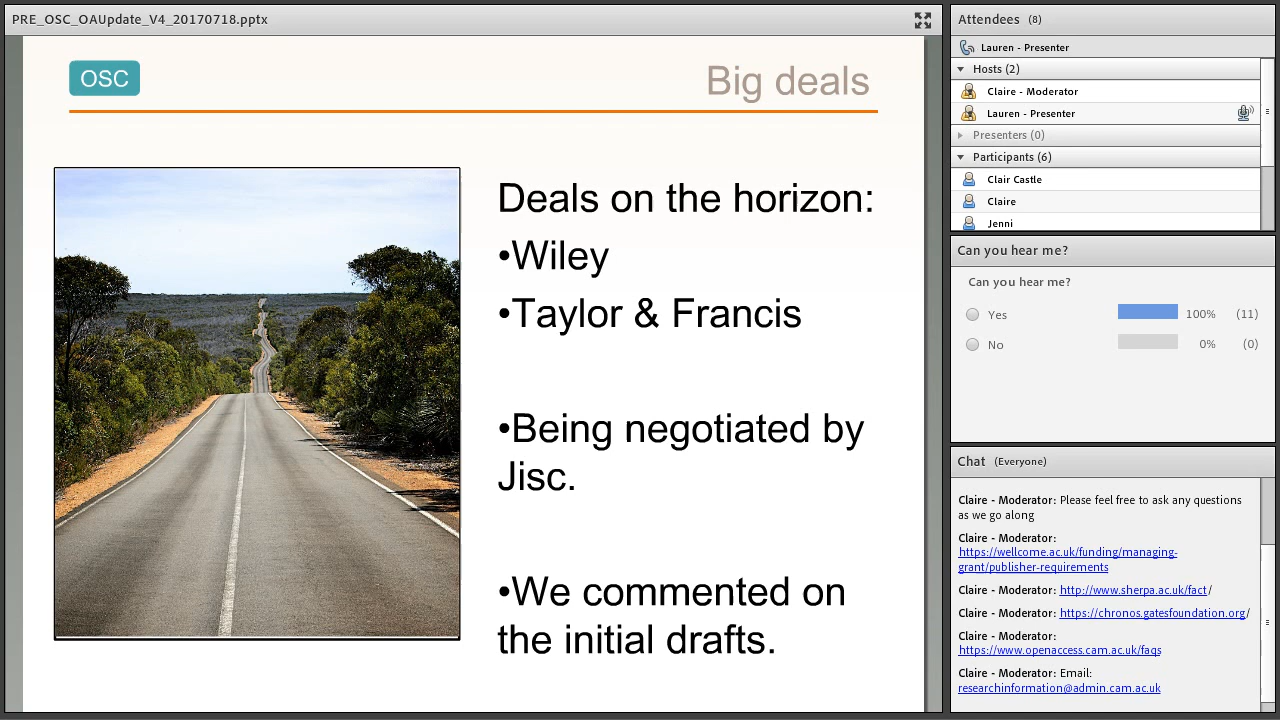 PRE_OSC_OAUpdate_V4_20170718.pptx
OSC
Big deals
Deals on the horizon:
•Wiley
•Taylor & Francis
•Being negotiated by
Jisc.
•We commented on
the initial drafts.
Attendees (8)
Lauren - Presenter
Hosts (2)
Claire - Moderator
Lauren - Presenter
Presenters (0)
Participants (6)
Clair Castle
Claire
Jenni
Can you hear me?
Can you hear me?
Yes 100% (11)
No 0% (0)
Chat (Everyone)
Claire - Moderator: Please feel free to ask any questions
as we go along
Claire - Moderator:
https://wellcome.ac.uk/funding/managing-
grant/publisher-requirements
Claire - Moderator: http://www.sherpa.ac.uk/fact/
Claire - Moderator: https://chronos.gatesfoundation.org/
Claire - Moderator:
https://www.openaccess.cam.ac.uk/faqs
Claire - Moderator: Email:
researchinformation@admin.cam.ac.uk